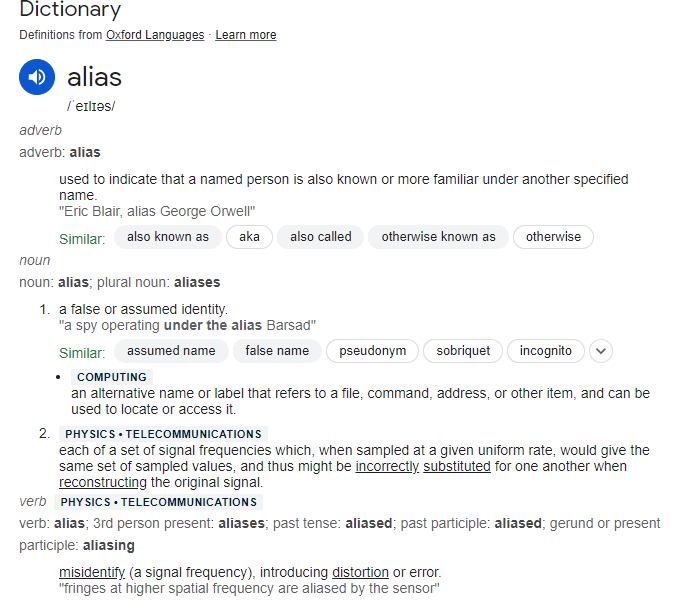 Dictionary
Definitions from Oxford Languages · Learn more
alias
/ˈeɪlɪəs/
adverb
adverb: alias
used to indicate that a named person is also known or more familiar under another specified
name.
"Eric Blair, alias George Orwell"
Similar: also known as aka also called otherwise known as otherwise
noun
noun: alias; plural noun: aliases
1. a false or assumed identity.
"a spy operating under the alias Barsad"
Similar: assumed name false name pseudonym sobriquet incognito
• COMPUTING
an alternative name or label that refers to a file, command, address, or other item, and can be
used to locate or access it.
2. PHYSICS • TELECOMMUNICATIONS
each of a set of signal frequencies which, when sampled at a given uniform rate, would give the
same set of sampled values, and thus might be incorrectly substituted for one another when
reconstructing the original signal.
verb PHYSICS • TELECOMMUNICATIONS
verb: alias; 3rd person present: aliases; past tense: aliased; past participle: aliased; gerund or present
participle: aliasing
misidentify (a signal frequency), introducing distortion or error.
"fringes at higher spatial frequency are aliased by the sensor"